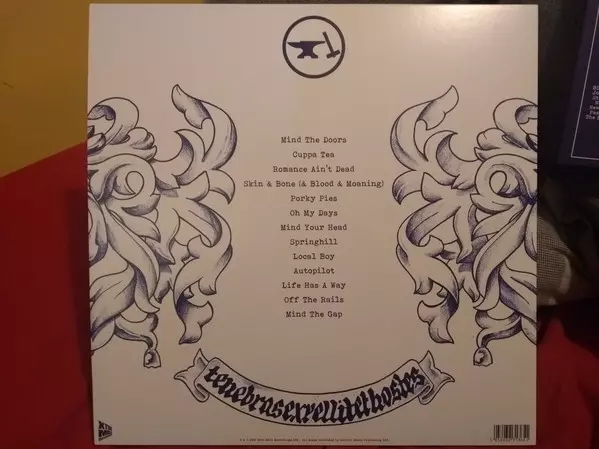 Mind The Doors
Cuppa Tea
Romance Ain't Dead
Skin & Bone (& Blood & Moaning)
Porky Pies
Oh My Days
Mind Your Head
Springhill
Local Boy
Autopilot
Life Has A Way
Off The Rails
Mind The Gap
tenebrasexpellitethostes